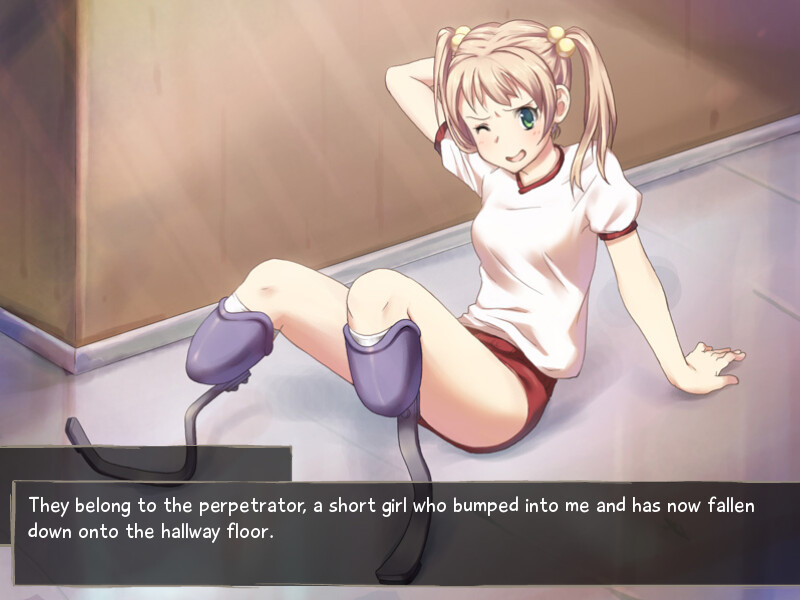 They belong to the perpetrator, a short girl who bumped into me and has now fallen
down onto the hallway floor.